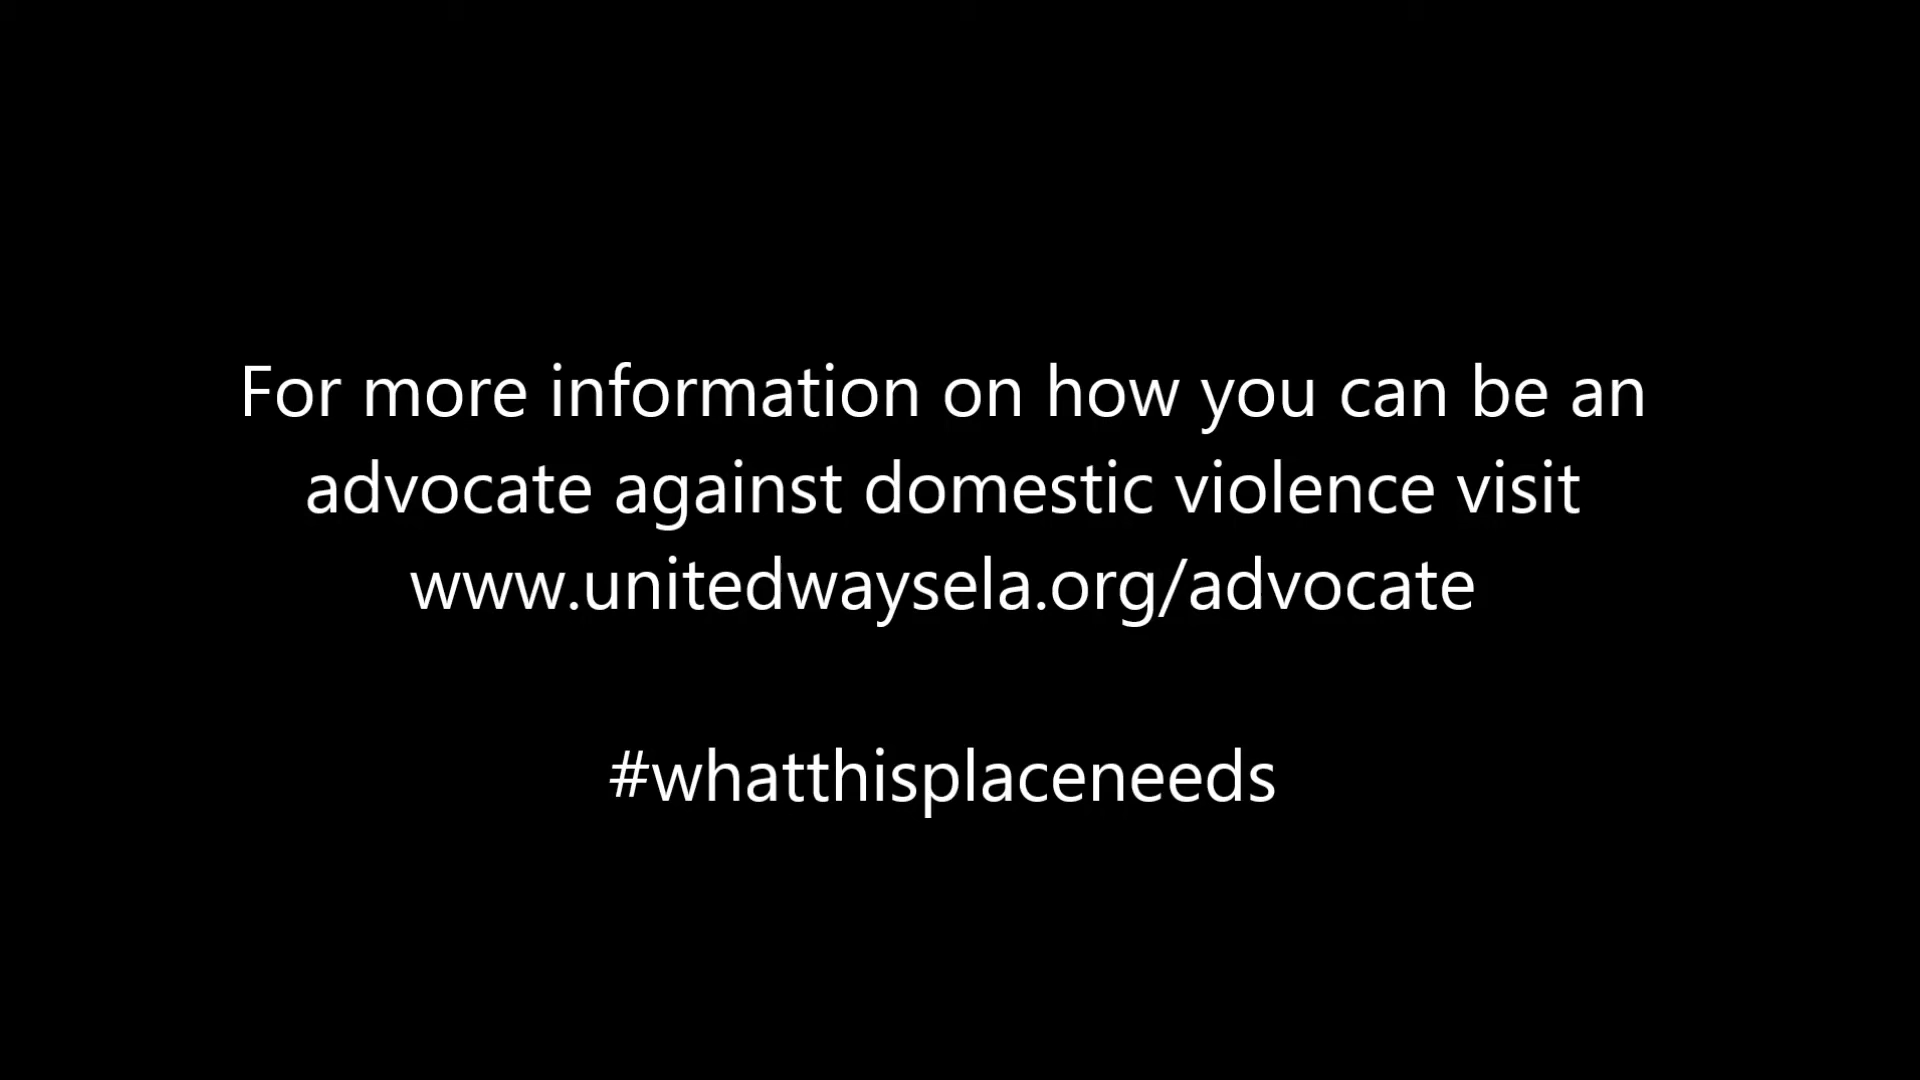 For more information on how you can be an
advocate against domestic violence visit
www.unitedwaysela.org/advocate
#whatthisplaceneeds